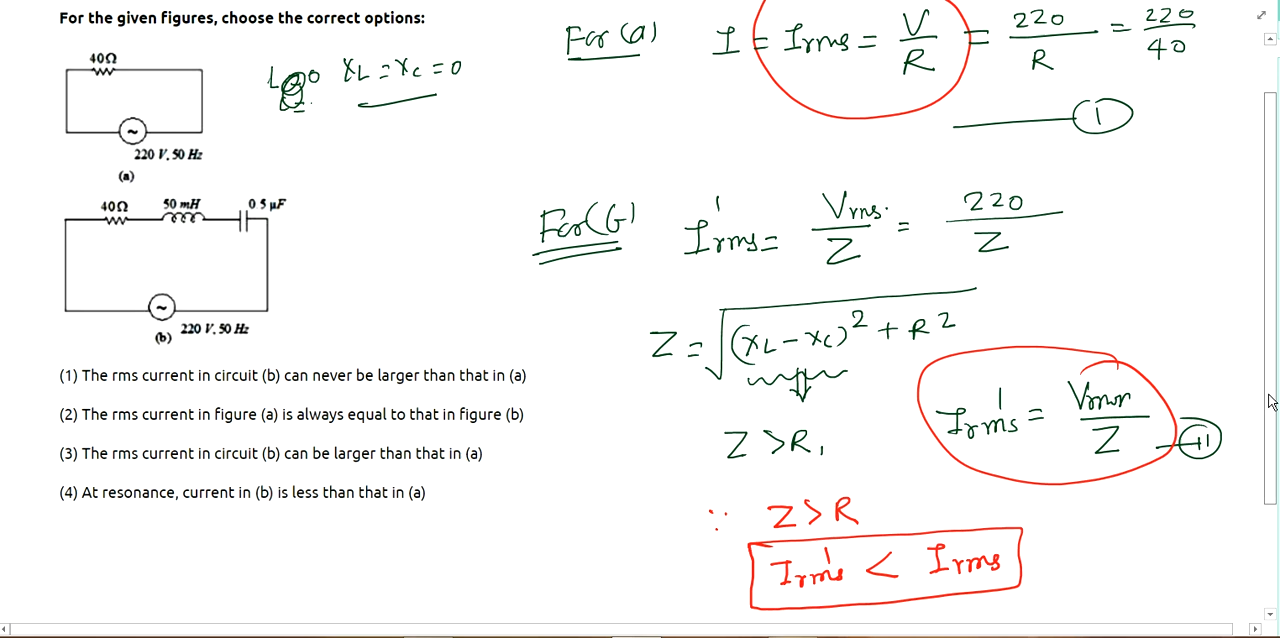 For the given figures, choose the correct options:
40Ω
220 V, 50 Hz
(a)
40Ω 50 mH 0 5 µF
220 V, 50 Hz
(b)
(1) The rms current in circuit (b) can never be larger than that in (a)
(2) The rms current in figure (a) is always equal to that in figure (b)
(3) The rms current in circuit (b) can be larger than that in (a)
(4) At resonance, current in (b) is less than that in (a)
XL = Xc = 0
For (a) I = Irms = V/R = 220/R = 220/40
1
For (b) I'rms = Vrms/Z = 220/Z
Z = √(XL - XC)² + R²
Z > R,
I'rms = Vrms/Z
11
∵ Z > R
I'rms < Irms